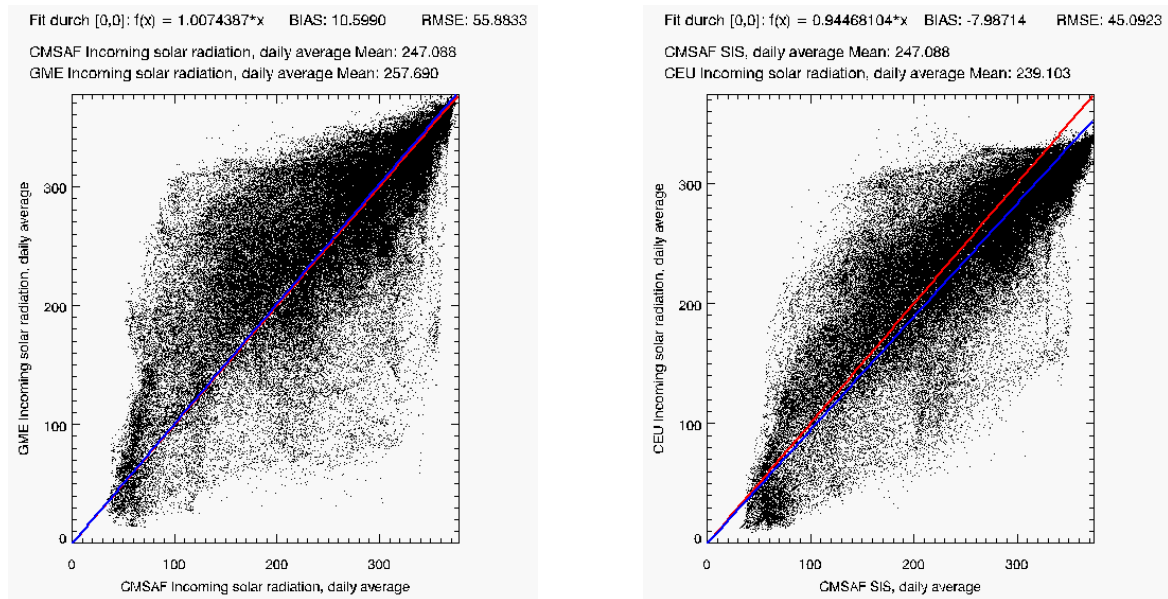 Fit durch [0,0]: f(x) = 1.0074387*x BIAS: 10.5990 RMSE: 55.8833
CMSAF Incoming solar radiation, daily average Mean: 247.088
GME Incoming solar radiation, daily average Mean: 257.690
GME Incoming solar radiation, daily average
300
200
100
0
0 100 200 300
CMSAF Incoming solar radiation, daily average
Fit durch [0,0]: f(x) = 0.94468104*x BIAS: -7.98714 RMSE: 45.0923
CMSAF SIS, daily average Mean: 247.088
CEU Incoming solar radiation, daily average Mean: 239.103
CEU Incoming solar radiation, daily average
300
200
100
0
0 100 200 300
CMSAF SIS, daily average